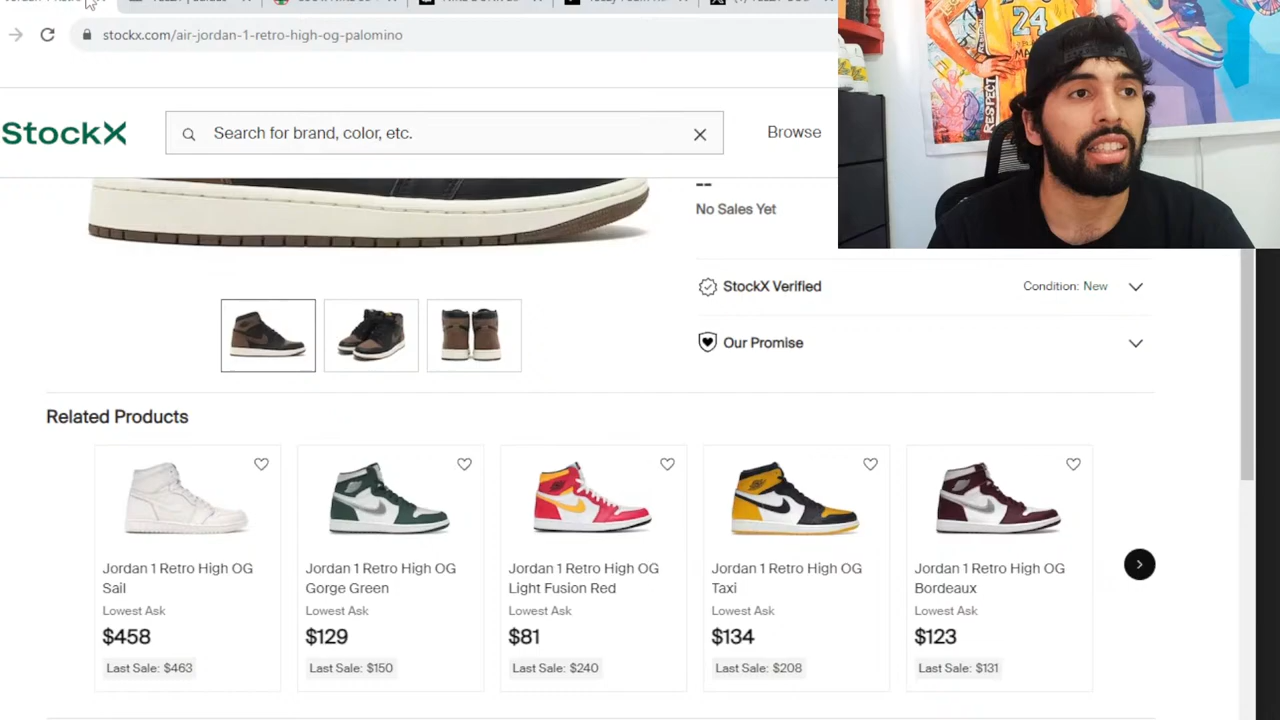 stockx.com/air-jordan-1-retro-high-og-palomino
StockX
Search for brand, color, etc.
Browse
--
No Sales Yet
StockX Verified
Condition: New
Our Promise
Related Products
Jordan 1 Retro High OG
Sail
Lowest Ask
$458
Last Sale: $463
Jordan 1 Retro High OG
Gorge Green
Lowest Ask
$129
Last Sale: $150
Jordan 1 Retro High OG
Light Fusion Red
Lowest Ask
$81
Last Sale: $240
Jordan 1 Retro High OG
Taxi
Lowest Ask
$134
Last Sale: $208
Jordan 1 Retro High OG
Bordeaux
Lowest Ask
$123
Last Sale: $131
RESPECT
24